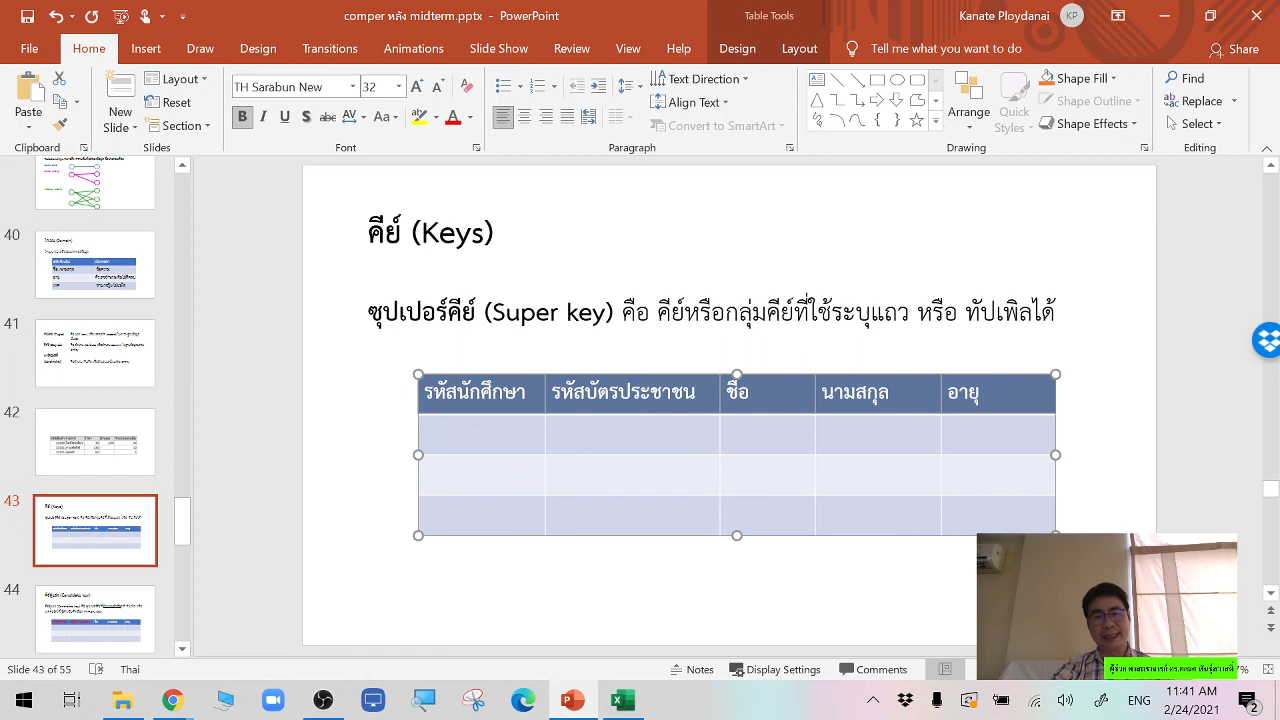 comper หลัง midterm.pptx - PowerPoint
Table Tools
Kanate Ploydanai
KP
File
Home
Insert
Draw
Design
Transitions
Animations
Slide Show
Review
View
Help
Design
Layout
Tell me what you want to do
Share
Paste
Clipboard
New Slide
Layout
Reset
Section
Slides
TH Sarabun New
32
Font
Text Direction
Align Text
Convert to SmartArt
Paragraph
Arrange
Quick Styles
Shape Fill
Shape Outline
Shape Effects
Drawing
Find
Replace
Select
Editing
40
41
42
43
44
คีย์ (Keys)
ซุปเปอร์คีย์ (Super key) คือ คีย์หรือกลุ่มคีย์ที่ใช้ระบุแถว หรือ ทัปเพิลได้
รหัสนักศึกษา
รหัสบัตรประชาชน
ชื่อ
นามสกุล
อายุ
Slide 43 of 55
Thai
Notes
Display Settings
Comments
ENG
11:41 AM
2/24/2021
2